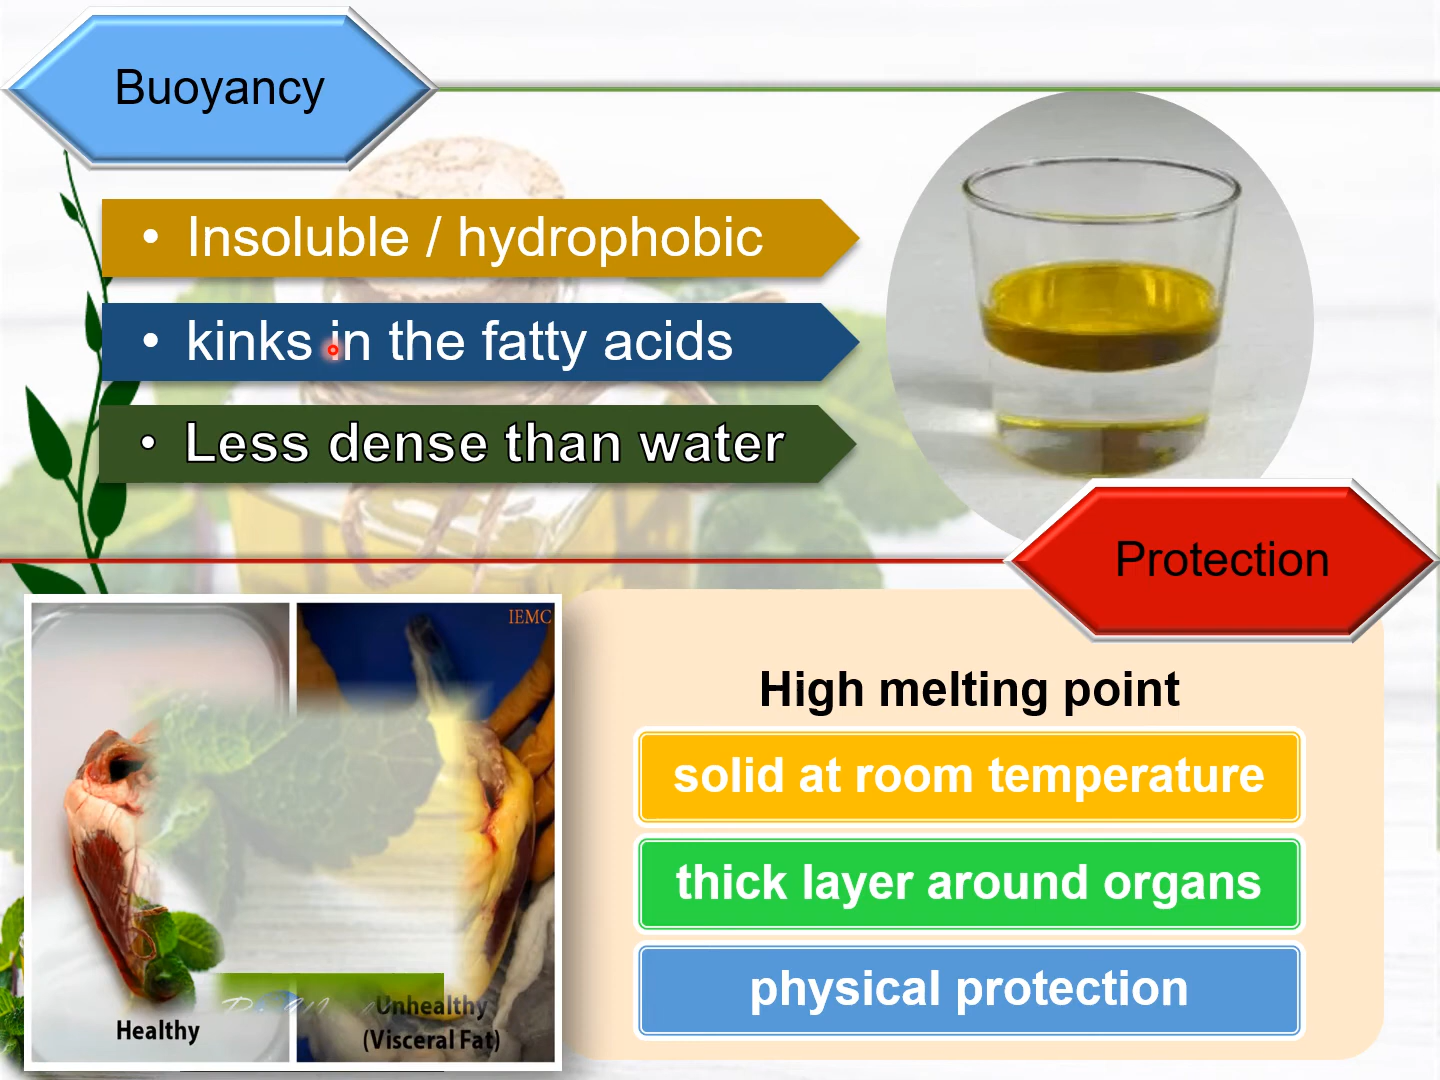 Buoyancy
• Insoluble / hydrophobic
• kinks in the fatty acids
• Less dense than water
Protection
IEMC
High melting point
solid at room temperature
thick layer around organs
physical protection
Healthy
Unhealthy
(Visceral Fat)